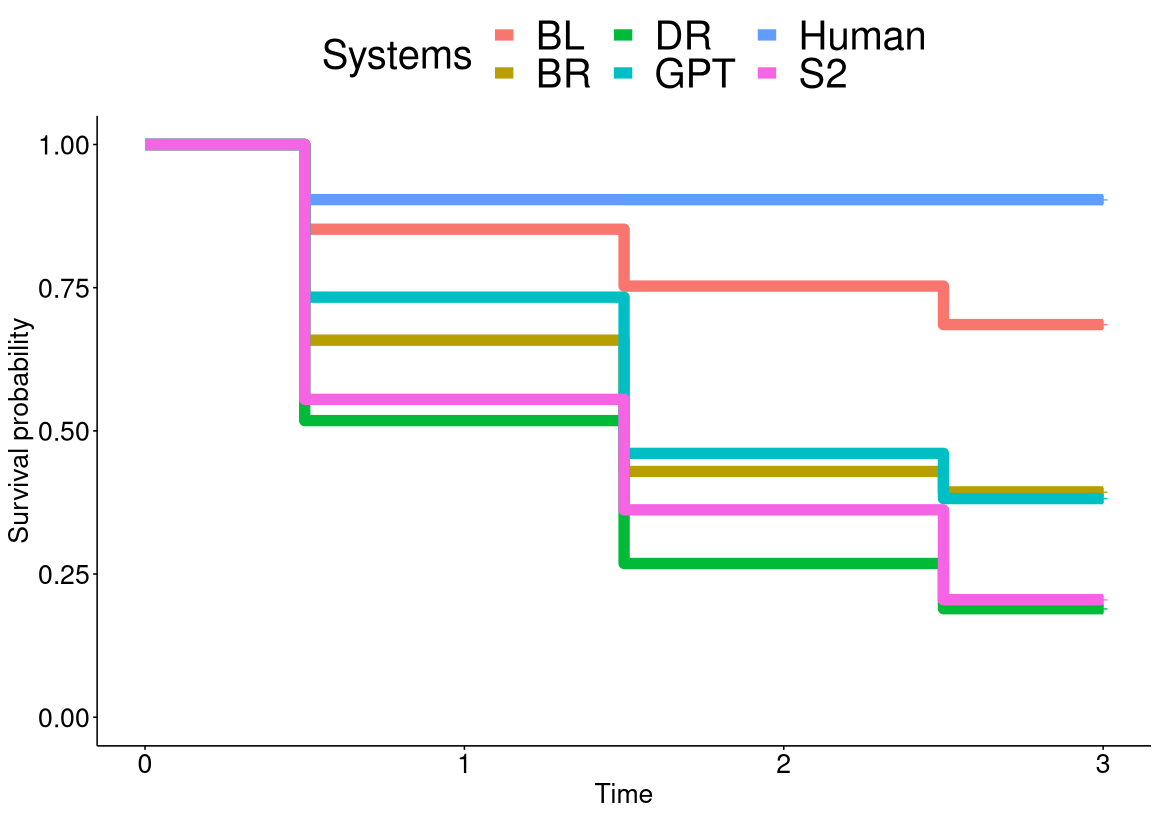 Systems
BL DR Human
BR GPT S2
Survival probability
1.00
0.75
0.50
0.25
0.00
0 1 2 3
Time